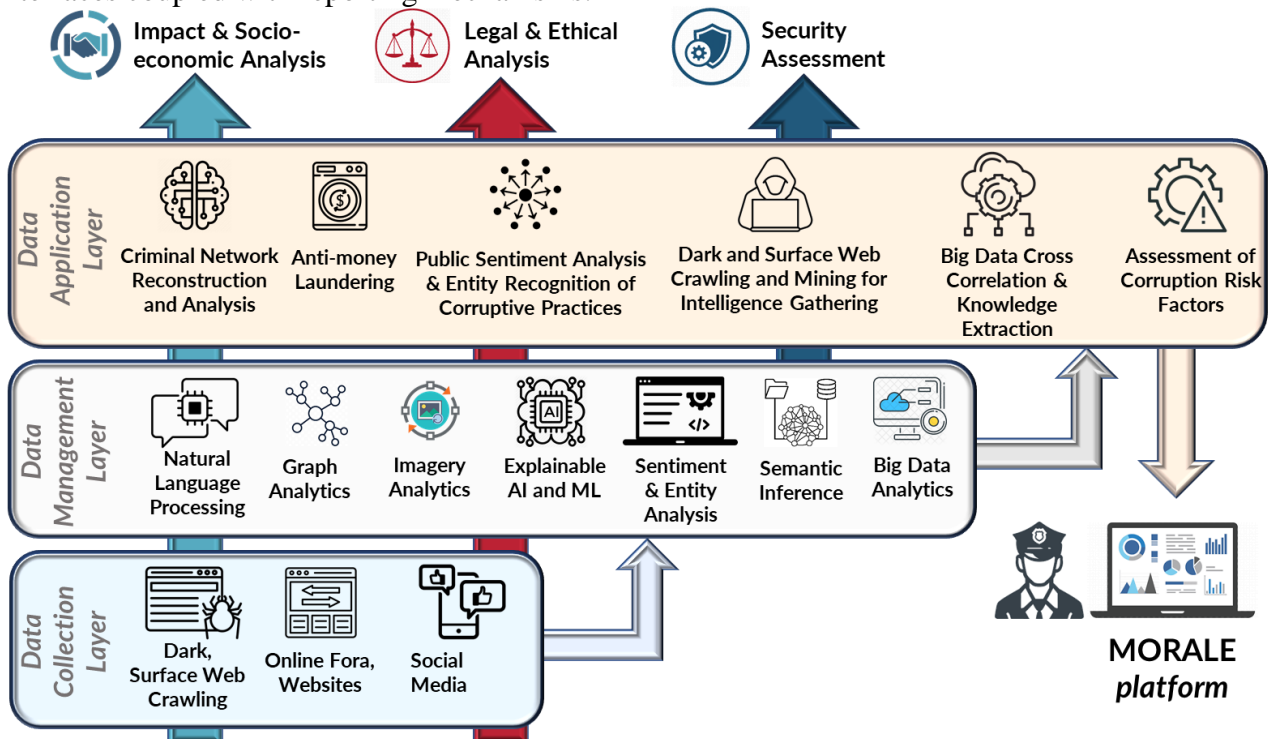 Impact & Socio-
economic Analysis
Legal & Ethical
Analysis
Security
Assessment
Data
Application
Layer
Criminal Network
Reconstruction
and Analysis
Anti-money
Laundering
$
Public Sentiment Analysis
& Entity Recognition of
Corruptive Practices
Dark and Surface Web
Crawling and Mining for
Intelligence Gathering
Big Data Cross
Correlation &
Knowledge
Extraction
Assessment of
Corruption Risk
Factors
Data
Management
Layer
Natural
Language
Processing
Graph
Analytics
Imagery
Analytics
AI
Explainable
AI and ML
</>
Sentiment
& Entity
Analysis
Semantic
Inference
Big Data
Analytics
Data
Collection
Layer
Dark,
Surface Web
Crawling
Online Fora,
Websites
Social
Media
MORALE
platform